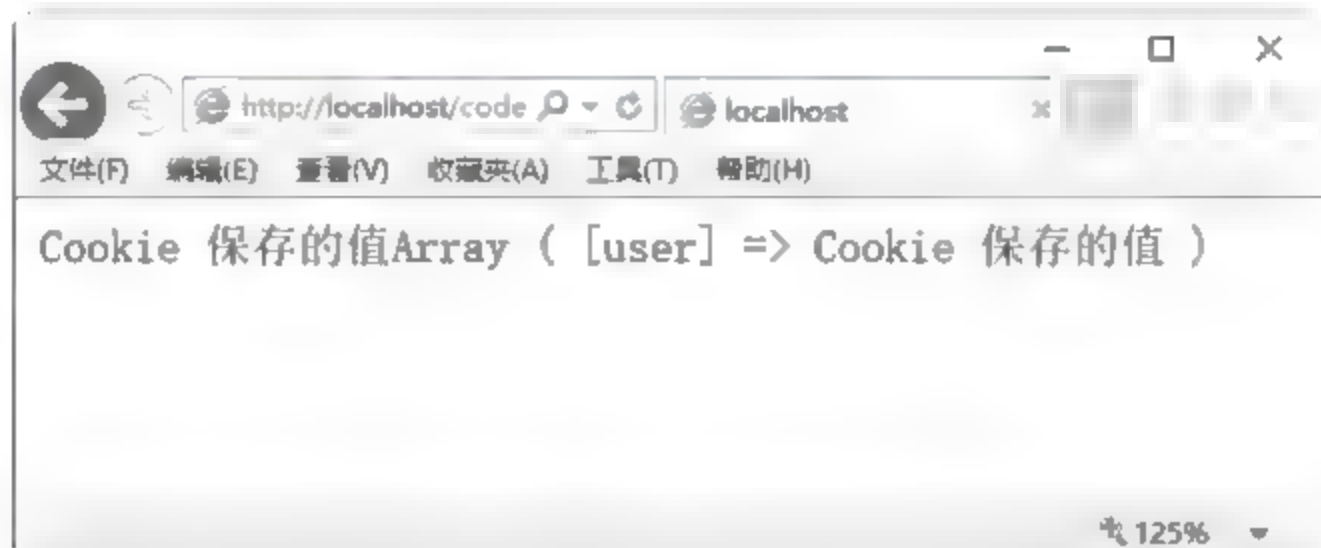 http://localhost/code
localhost
文件(F) 编辑(E) 查看(V) 收藏夹(A) 工具(T) 帮助(H)
Cookie 保存的值Array ( [user] => Cookie 保存的值 )
125%